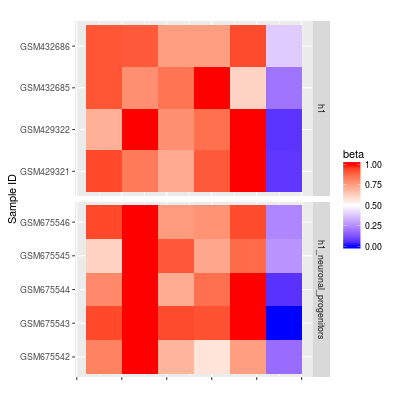 Sample ID
GSM432686
GSM432685
GSM429322
GSM429321
h1
GSM675546
GSM675545
GSM675544
GSM675543
GSM675542
h1_neuronal_progenitors
beta
1.00
0.75
0.50
0.25
0.00